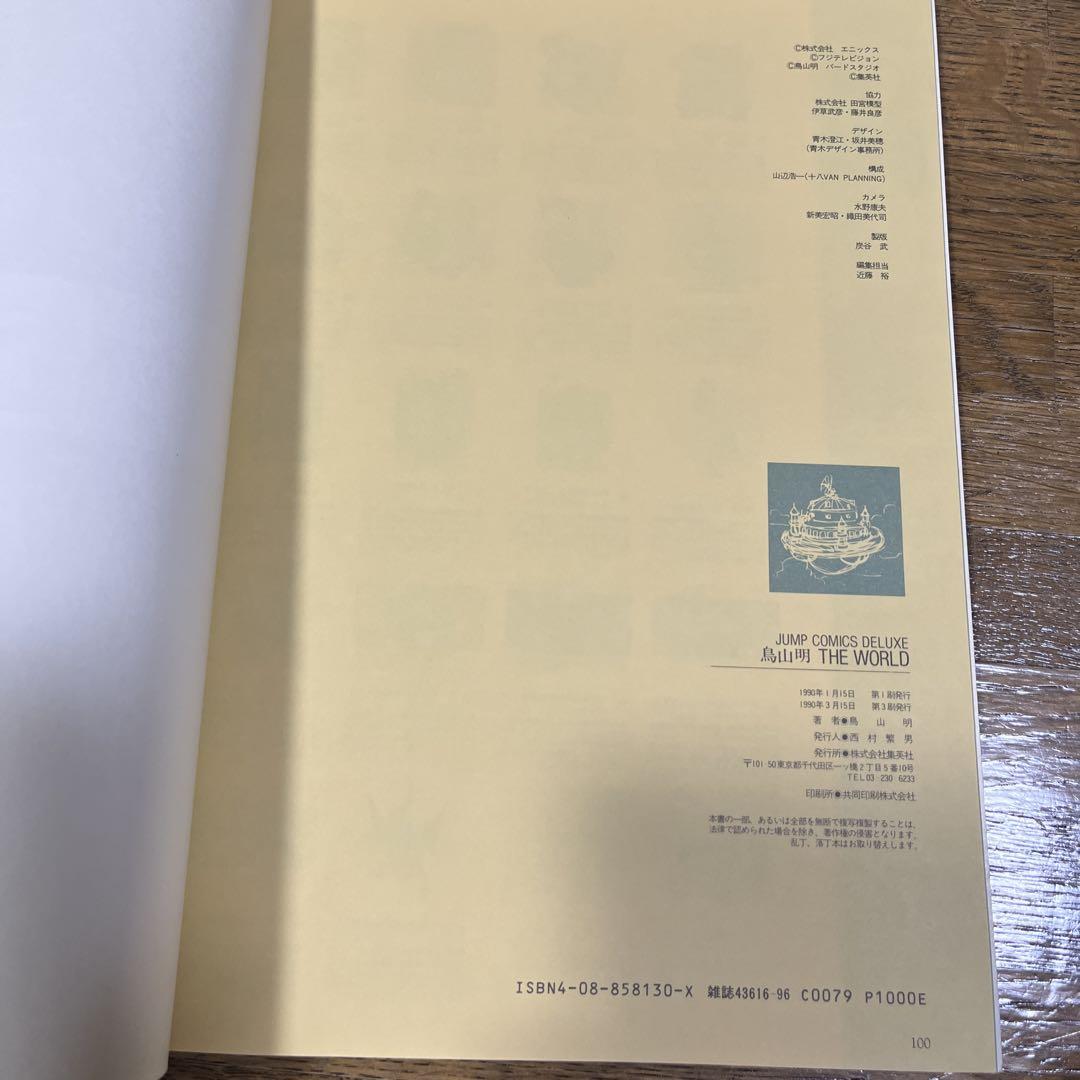 ©株式会社 エニックス
©フジテレビジョン
©鳥山明 バードスタジオ
©集英社
協力
株式会社 田宮模型
伊草武彦・藤井良彦
デザイン
青木澄江・坂井美穂
(青木デザイン事務所)
構成
山辺浩一(十八VAN PLANNING)
カメラ
水野康夫
新美宏昭・織田美代司
製版
炭谷 武
編集担当
近藤 裕
JUMP COMICS DELUXE
鳥山明 THE WORLD
1990年1月15日 第1刷発行
1990年3月15日 第3刷発行
著 者●鳥 山 明
発行人●西 村 繁 男
発行所●株式会社集英社
〒101-50東京都千代田区一ッ橋2丁目5番10号
TEL03-230-6233
印刷所●共同印刷株式会社
本書の一部、あるいは全部を無断で複写複製することは、
法律で認められた場合を除き、著作権の侵害となります。
乱丁、落丁本はお取り替えします。
ISBN4-08-858130-X 雑誌43616-96 C0079 P1000E
100